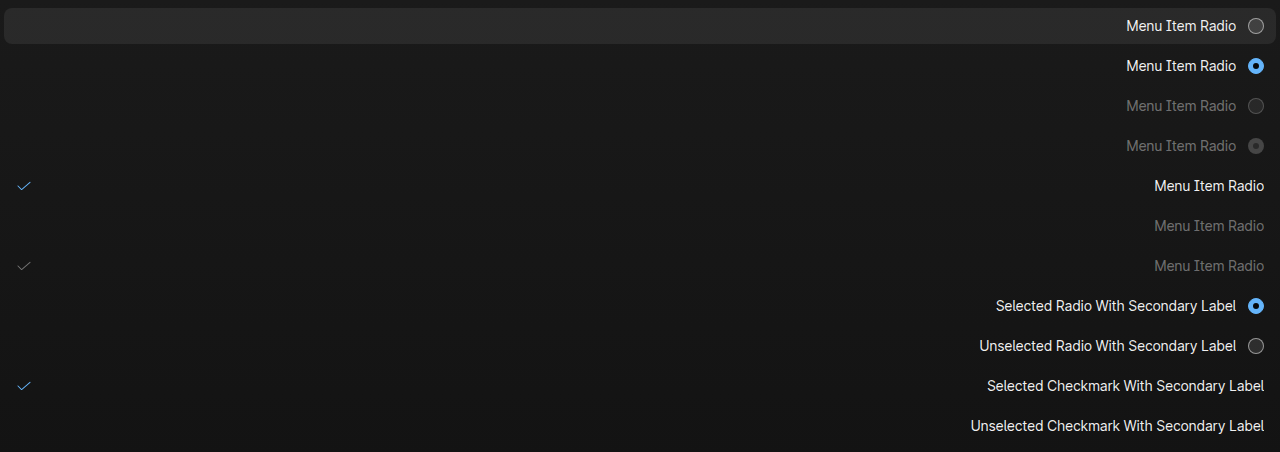 Menu Item Radio
Menu Item Radio
Menu Item Radio
Menu Item Radio
Menu Item Radio
Menu Item Radio
Menu Item Radio
Selected Radio With Secondary Label
Unselected Radio With Secondary Label
Selected Checkmark With Secondary Label
Unselected Checkmark With Secondary Label